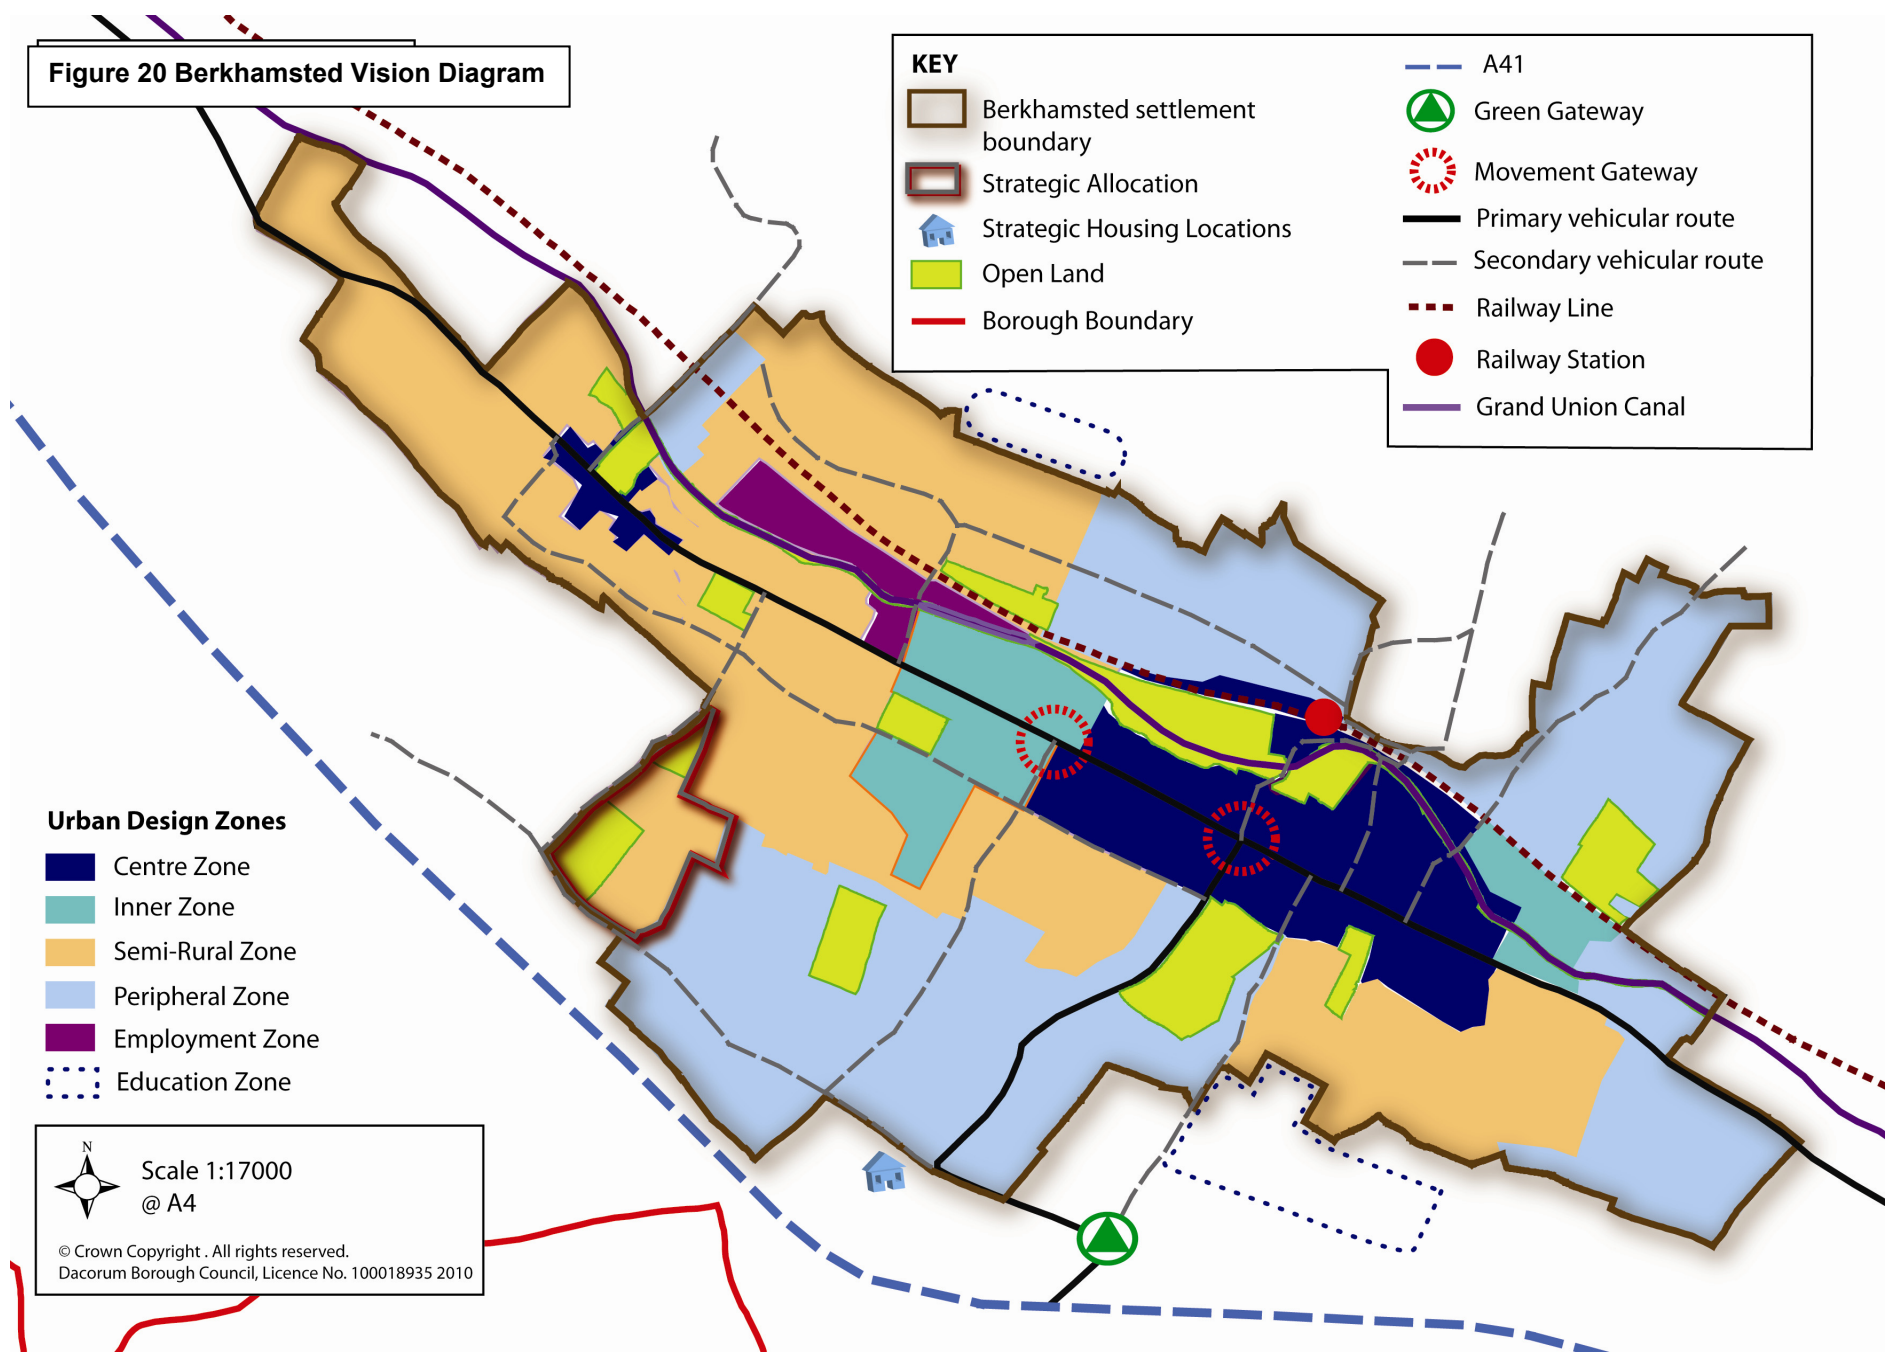 Figure 20 Berkhamsted Vision Diagram
KEY
Berkhamsted settlement
boundary
Strategic Allocation
Strategic Housing Locations
Open Land
Borough Boundary
A41
Green Gateway
Movement Gateway
Primary vehicular route
Secondary vehicular route
Railway Line
Railway Station
Grand Union Canal
Urban Design Zones
Centre Zone
Inner Zone
Semi-Rural Zone
Peripheral Zone
Employment Zone
Education Zone
N
Scale 1:17000
@ A4
© Crown Copyright . All rights reserved.
Dacorum Borough Council, Licence No. 100018935 2010